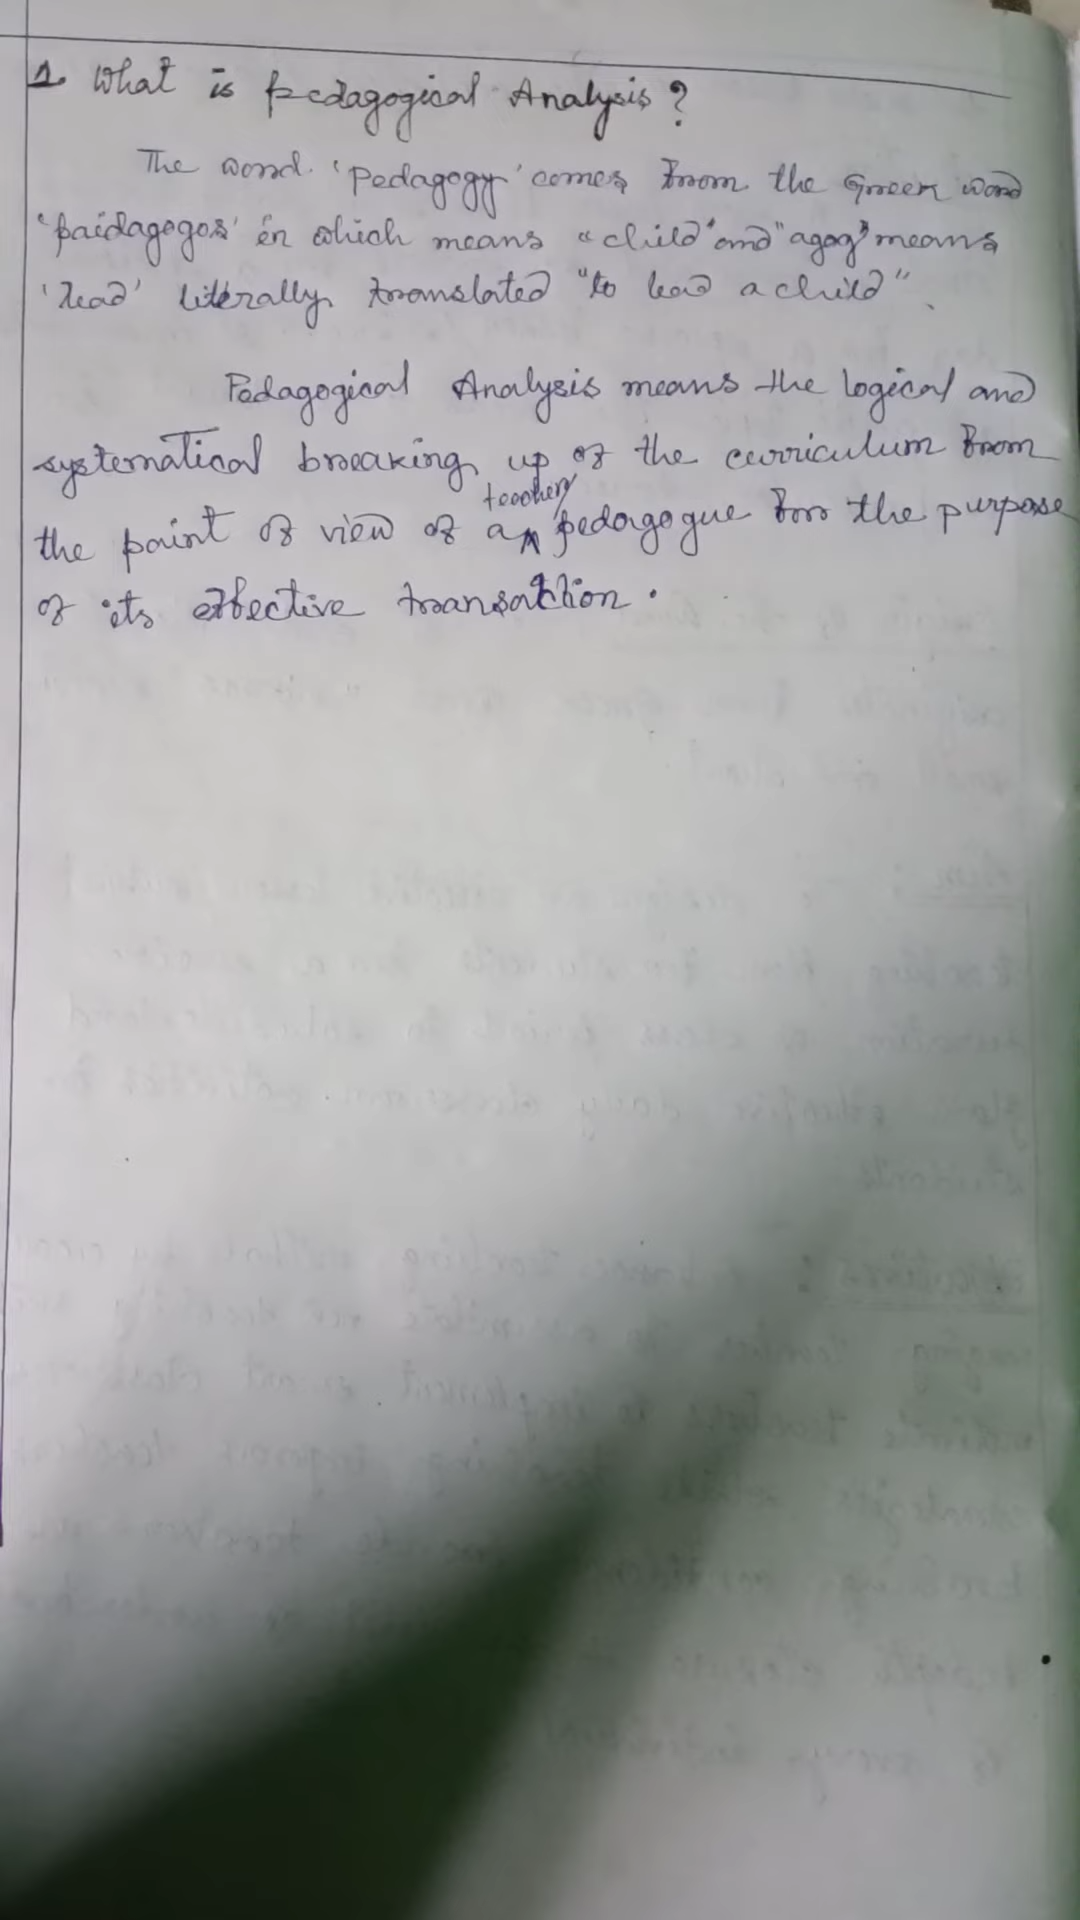 1. What is pedagogical Analysis?
The word 'pedagogy' comes from the Greek word
'paidagogos' in which means "child" and "agog" means
'lead' literally translated "to lead a child".
Pedagogical Analysis means the logical and
systematical breaking up of the curriculum from
teacher/
the point of view of a pedagogue for the purpose
of its effective transaction.